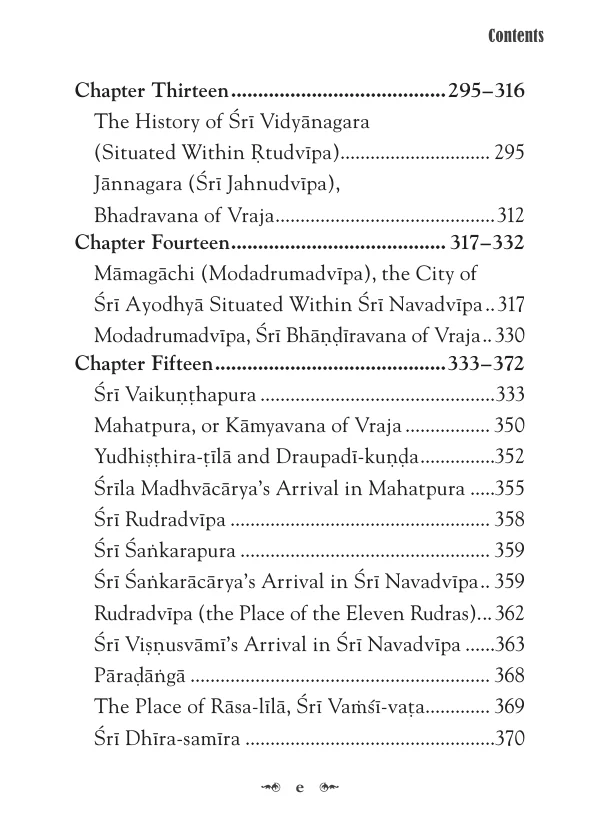 Contents
Chapter Thirteen........................................295–316
The History of Śrī Vidyānagara
(Situated Within Ṛtudvīpa).............................. 295
Jānnagara (Śrī Jahnudvīpa),
Bhadravana of Vraja............................................312
Chapter Fourteen........................................ 317–332
Māmagāchi (Modadrumadvīpa), the City of
Śrī Ayodhyā Situated Within Śrī Navadvīpa..317
Modadrumadvīpa, Śrī Bhāṇḍīravana of Vraja..330
Chapter Fifteen...........................................333–372
Śrī Vaikuṇṭhapura ...............................................333
Mahatpura, or Kāmyavana of Vraja ................. 350
Yudhiṣṭhira-ṭīlā and Draupadī-kuṇḍa...............352
Śrīla Madhvācārya’s Arrival in Mahatpura .....355
Śrī Rudradvīpa .................................................... 358
Śrī Śaṅkarapura .................................................. 359
Śrī Śaṅkarācārya’s Arrival in Śrī Navadvīpa.. 359
Rudradvīpa (the Place of the Eleven Rudras)...362
Śrī Viṣṇusvāmī’s Arrival in Śrī Navadvīpa ......363
Pāraḍāṅgā ............................................................ 368
The Place of Rāsa-līlā, Śrī Vaṁśī-vaṭa............. 369
Śrī Dhīra-samīra ..................................................370
e